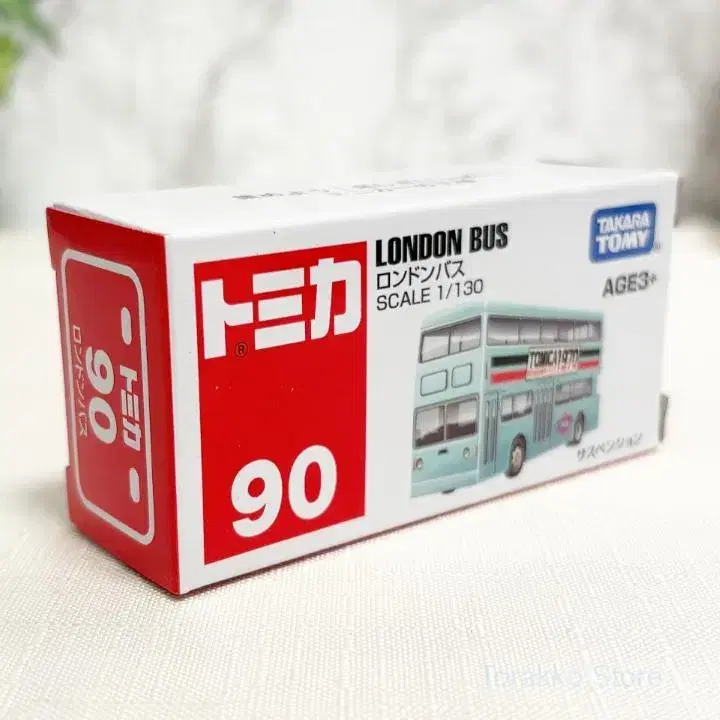 LONDON BUS
ロンドンバス
SCALE 1/130
トミカ
®
90
TAKARA
TOMY
AGE3+
TOMICA1970
サスペンション
トミカ
90
ロンドンバス
Torakko Store